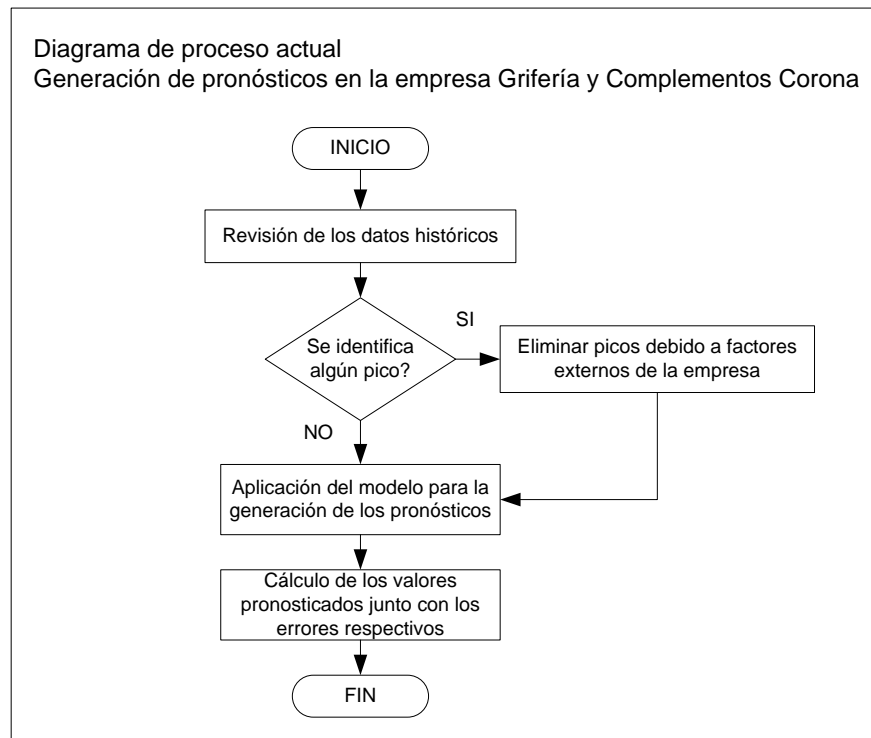 Diagrama de proceso actual
Generación de pronósticos en la empresa Grifería y Complementos Corona
INICIO
Revisión de los datos históricos
Se identifica
algún pico?
SI
Eliminar picos debido a factores
externos de la empresa
NO
Aplicación del modelo para la
generación de los pronósticos
Cálculo de los valores
pronosticados junto con los
errores respectivos
FIN